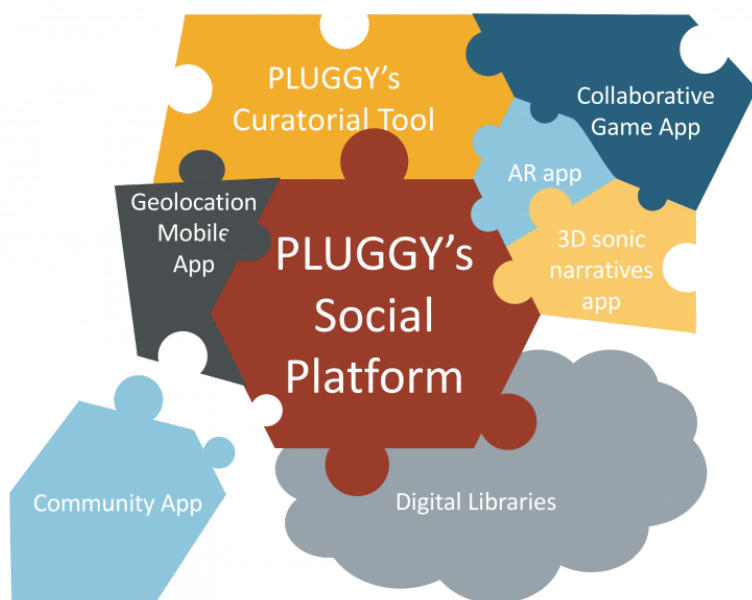 PLUGGY's
Curatorial Tool
Collaborative
Game App
AR app
Geolocation
Mobile
App
PLUGGY's
Social
Platform
3D sonic
narratives
app
Community App
Digital Libraries